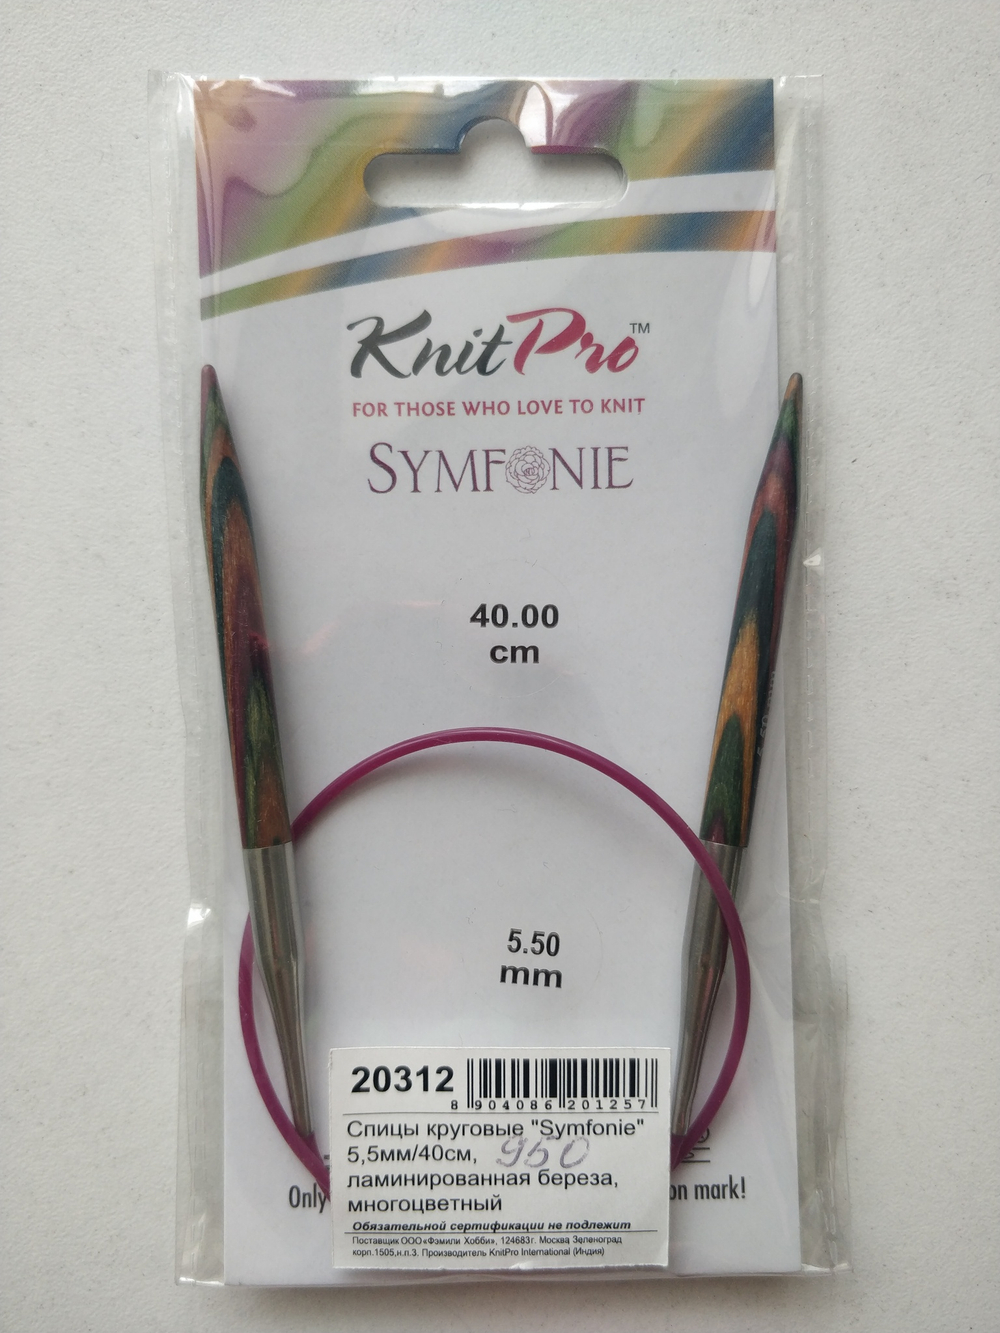 KnitPro™
FOR THOSE WHO LOVE TO KNIT
SYMFONIE
40.00
cm
5.50
mm
20312
8 904086 201257
Спицы круговые "Symfonie"
5,5мм/40см, 950
ламинированная береза,
многоцветный
Only on mark!
Обязательной сертификации не подлежит
Поставщик ООО«Фэмили Хобби», 124683г. Москва Зеленоград
корп.1505,н.п.3. Производитель KnitPro International (Индия)